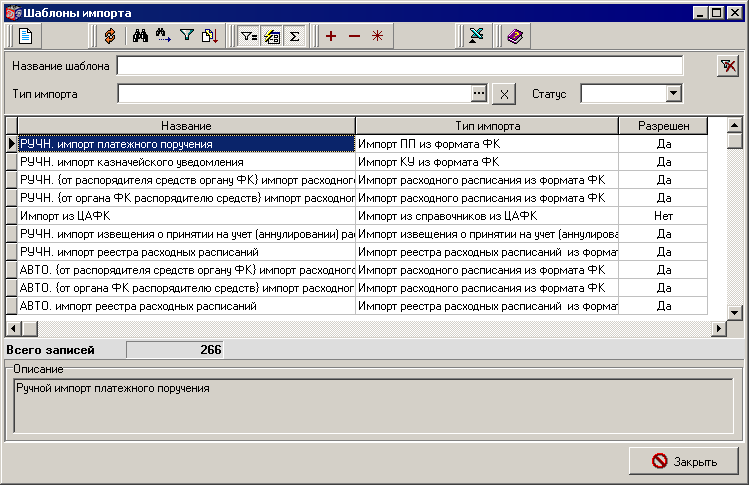 Шаблоны импорта
Название шаблона
Тип импорта ... X Статус
Название Тип импорта Разрешен
РУЧН. импорт платежного поручения Импорт ПП из формата ФК Да
РУЧН. импорт казначейского уведомления Импорт КУ из формата ФК Да
РУЧН. {от распорядителя средств органу ФК} импорт расходног Импорт расходного расписания из формата ФК Да
РУЧН. {от органа ФК распорядителю средств} импорт расходног Импорт расходного расписания из формата ФК Да
Импорт из ЦАФК Импорт из справочников из ЦАФК Нет
РУЧН. импорт извещения о принятии на учет (аннулировании) рас Импорт извещения о принятии на учет (аннулирова Да
РУЧН. импорт реестра расходных расписаний Импорт реестра расходных расписаний из формат Да
АВТО. {от распорядителя средств органу ФК} импорт расходног Импорт расходного расписания из формата ФК Да
АВТО. {от органа ФК распорядителю средств} импорт расходног Импорт расходного расписания из формата ФК Да
АВТО. импорт реестра расходных расписаний Импорт реестра расходных расписаний из формат Да
Всего записей 266
Описание
Ручной импорт платежного поручения
Закрыть